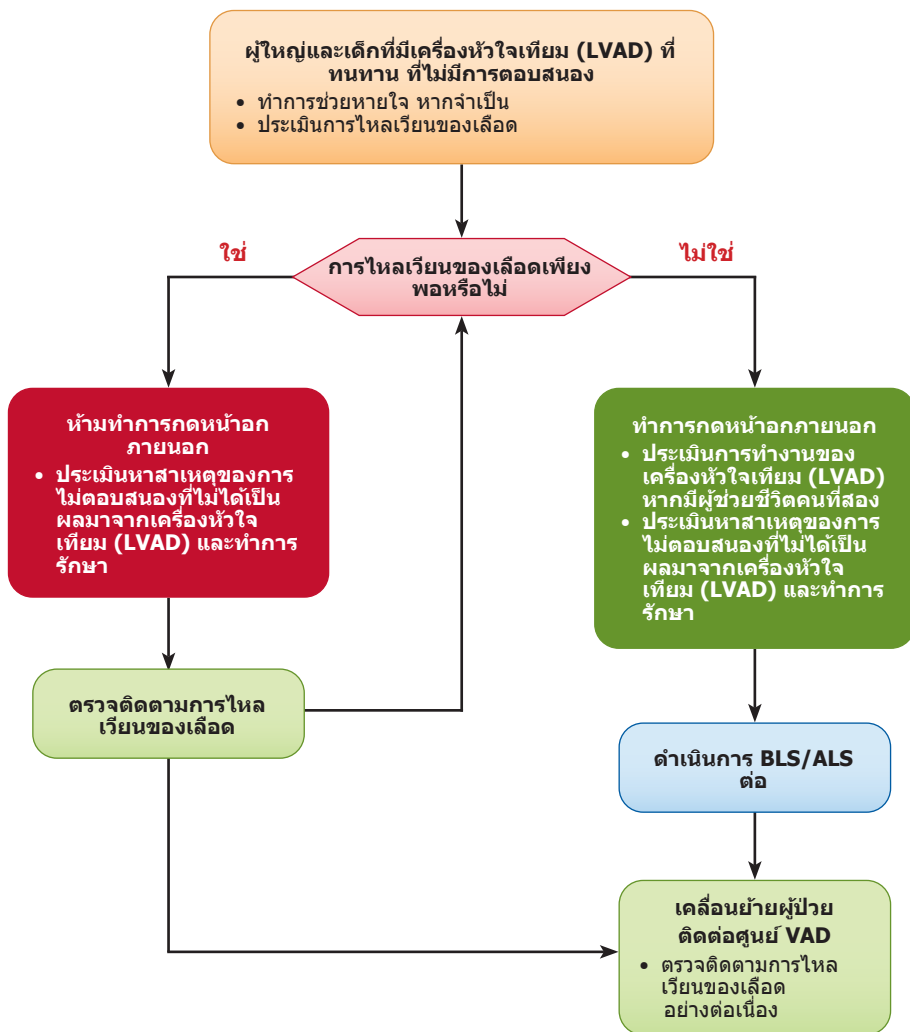 ผู้ใหญ่และเด็กที่มีเครื่องหัวใจเทียม (LVAD) ที่
ทนทาน ที่ไม่มีการตอบสนอง
• ทำการช่วยหายใจ หากจำเป็น
• ประเมินการไหลเวียนของเลือด
ใช่
การไหลเวียนของเลือดเพียง
พอหรือไม่
ไม่ใช่
ห้ามทำการกดหน้าอก
ภายนอก
• ประเมินหาสาเหตุของการ
ไม่ตอบสนองที่ไม่ได้เป็น
ผลมาจากเครื่องหัวใจ
เทียม (LVAD) และทำการ
รักษา
ทำการกดหน้าอกภายนอก
• ประเมินการทำงานของ
เครื่องหัวใจเทียม (LVAD)
หากมีผู้ช่วยชีวิตคนที่สอง
• ประเมินหาสาเหตุของการ
ไม่ตอบสนองที่ไม่ได้เป็น
ผลมาจากเครื่องหัวใจ
เทียม (LVAD) และทำการ
รักษา
ตรวจติดตามการไหล
เวียนของเลือด
ดำเนินการ BLS/ALS
ต่อ
เคลื่อนย้ายผู้ป่วย
ติดต่อศูนย์ VAD
• ตรวจติดตามการไหล
เวียนของเลือด
อย่างต่อเนื่อง